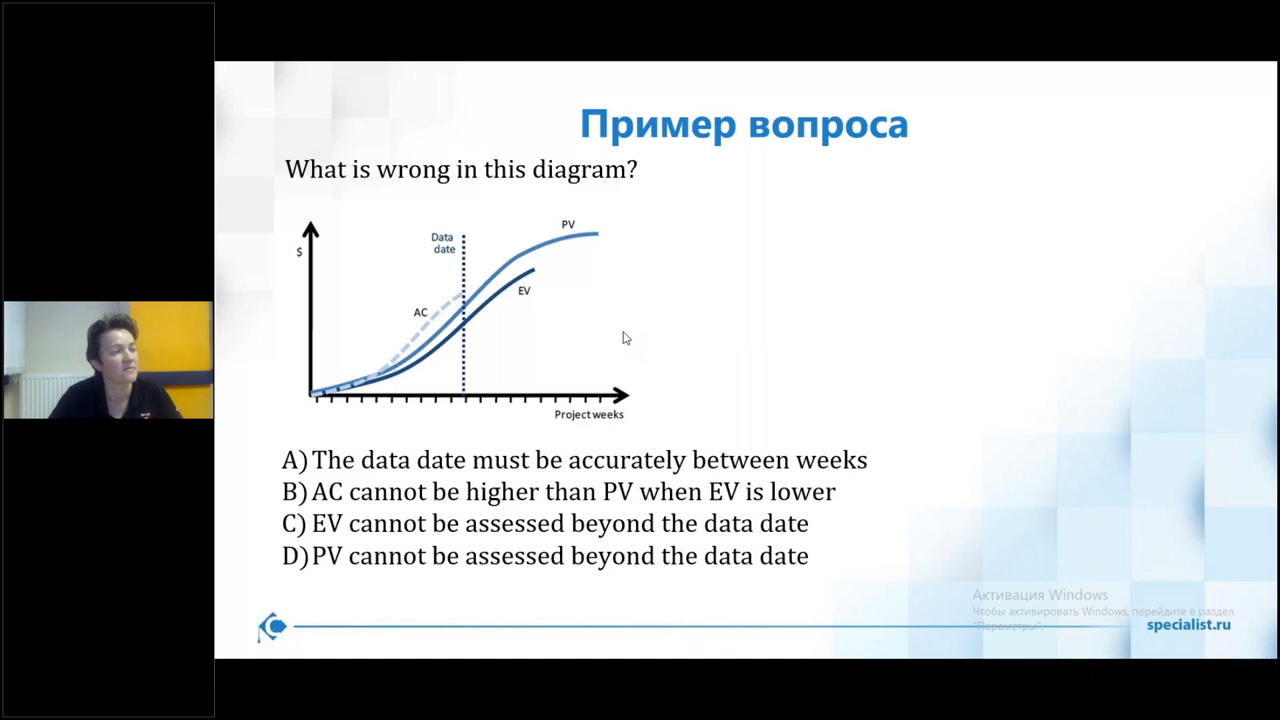 Пример вопроса
What is wrong in this diagram?
PV
Data
date
$
EV
AC
Project weeks
A) The data date must be accurately between weeks
B) AC cannot be higher than PV when EV is lower
C) EV cannot be assessed beyond the data date
D) PV cannot be assessed beyond the data date
Активация Windows
Чтобы активировать Windows, перейдите в раздел
"Параметры".
specialist.ru